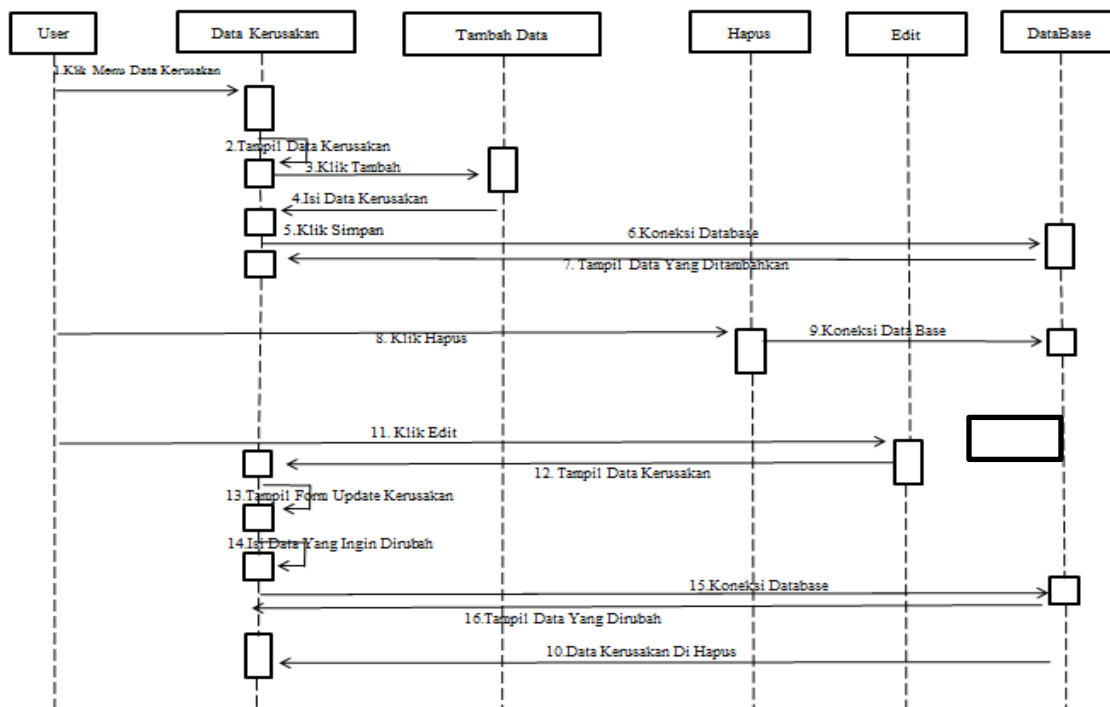 User
Data Kerusakan
Tambah Data
Hapus
Edit
DataBase
1.Klik Menu Data Kerusakan
2.Tampil Data Kerusakan
3.Klik Tambah
4.Isi Data Kerusakan
5. Klik Simpan
6.Koneksi Database
7. Tampil Data Yang Ditambahkan
8. Klik Hapus
9.Koneksi Data Base
11. Klik Edit
12. Tampil Data Kerusakan
13.Tampil Form Update Kerusakan
14.Isi Data Yang Ingin Dirubah
15.Koneksi Database
16.Tampil Data Yang Dirubah
10.Data Kerusakan Di Hapus